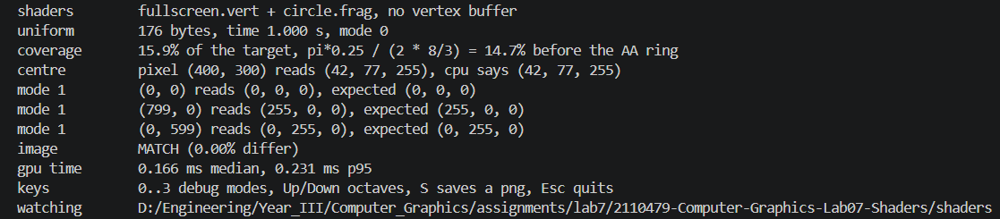 shaders fullscreen.vert + circle.frag, no vertex buffer
uniform 176 bytes, time 1.000 s, mode 0
coverage 15.9% of the target, pi*0.25 / (2 * 8/3) = 14.7% before the AA ring
centre pixel (400, 300) reads (42, 77, 255), cpu says (42, 77, 255)
mode 1 (0, 0) reads (0, 0, 0), expected (0, 0, 0)
mode 1 (799, 0) reads (255, 0, 0), expected (255, 0, 0)
mode 1 (0, 599) reads (0, 255, 0), expected (0, 255, 0)
image MATCH (0.00% differ)
gpu time 0.166 ms median, 0.231 ms p95
keys 0..3 debug modes, Up/Down octaves, S saves a png, Esc quits
watching D:/Engineering/Year_III/Computer_Graphics/assignments/lab7/2110479-Computer-Graphics-Lab07-Shaders/shaders